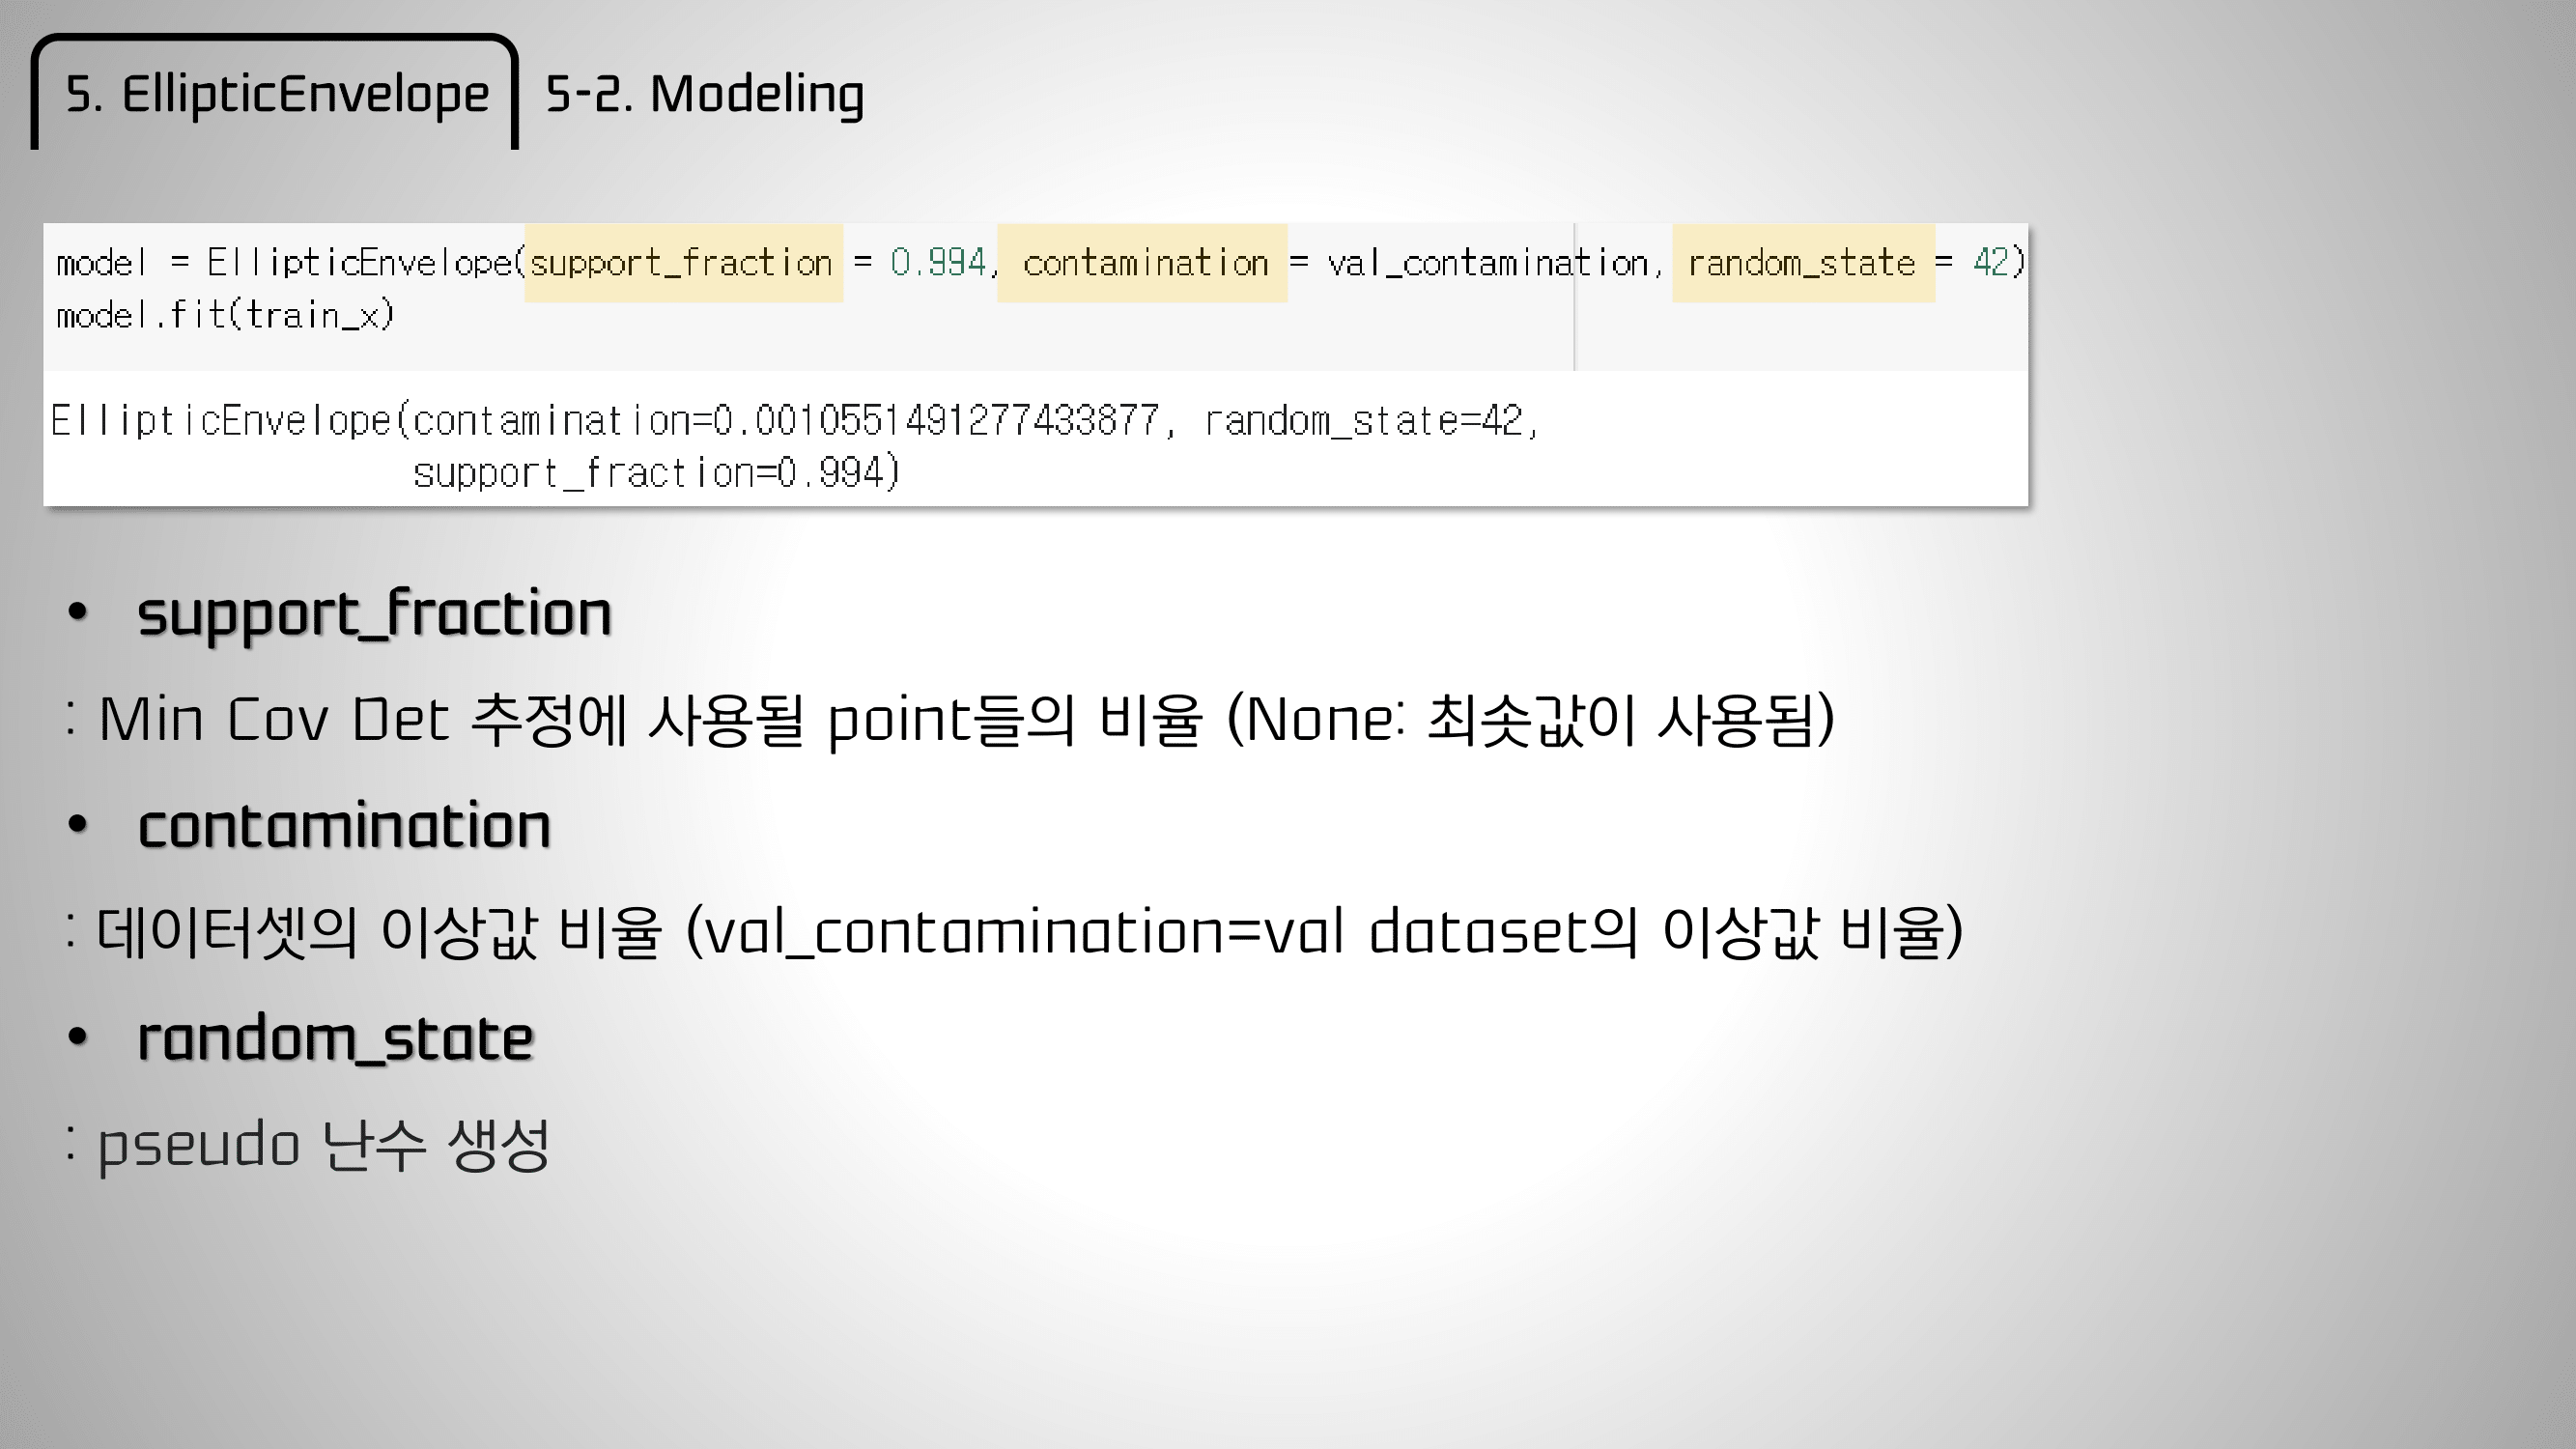 5. EllipticEnvelope 5-2. Modeling
model = EllipticEnvelope(support_fraction = 0.994, contamination = val_contamination, random_state = 42)
model.fit(train_x)
EllipticEnvelope(contamination=0.0010551491277433877, random_state=42,
support_fraction=0.994)
• support_fraction
: Min Cov Det 추정에 사용될 point들의 비율 (None: 최솟값이 사용됨)
• contamination
: 데이터셋의 이상값 비율 (val_contamination=val dataset의 이상값 비율)
• random_state
: pseudo 난수 생성